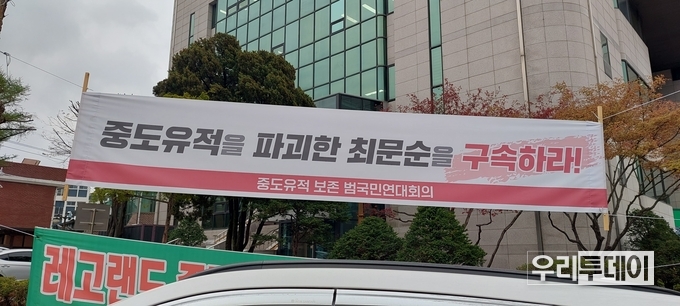 중도유적을 파괴한 최문순을 구속하라!
중도유적 보존 범국민연대회의
레고랜드
우리투데이